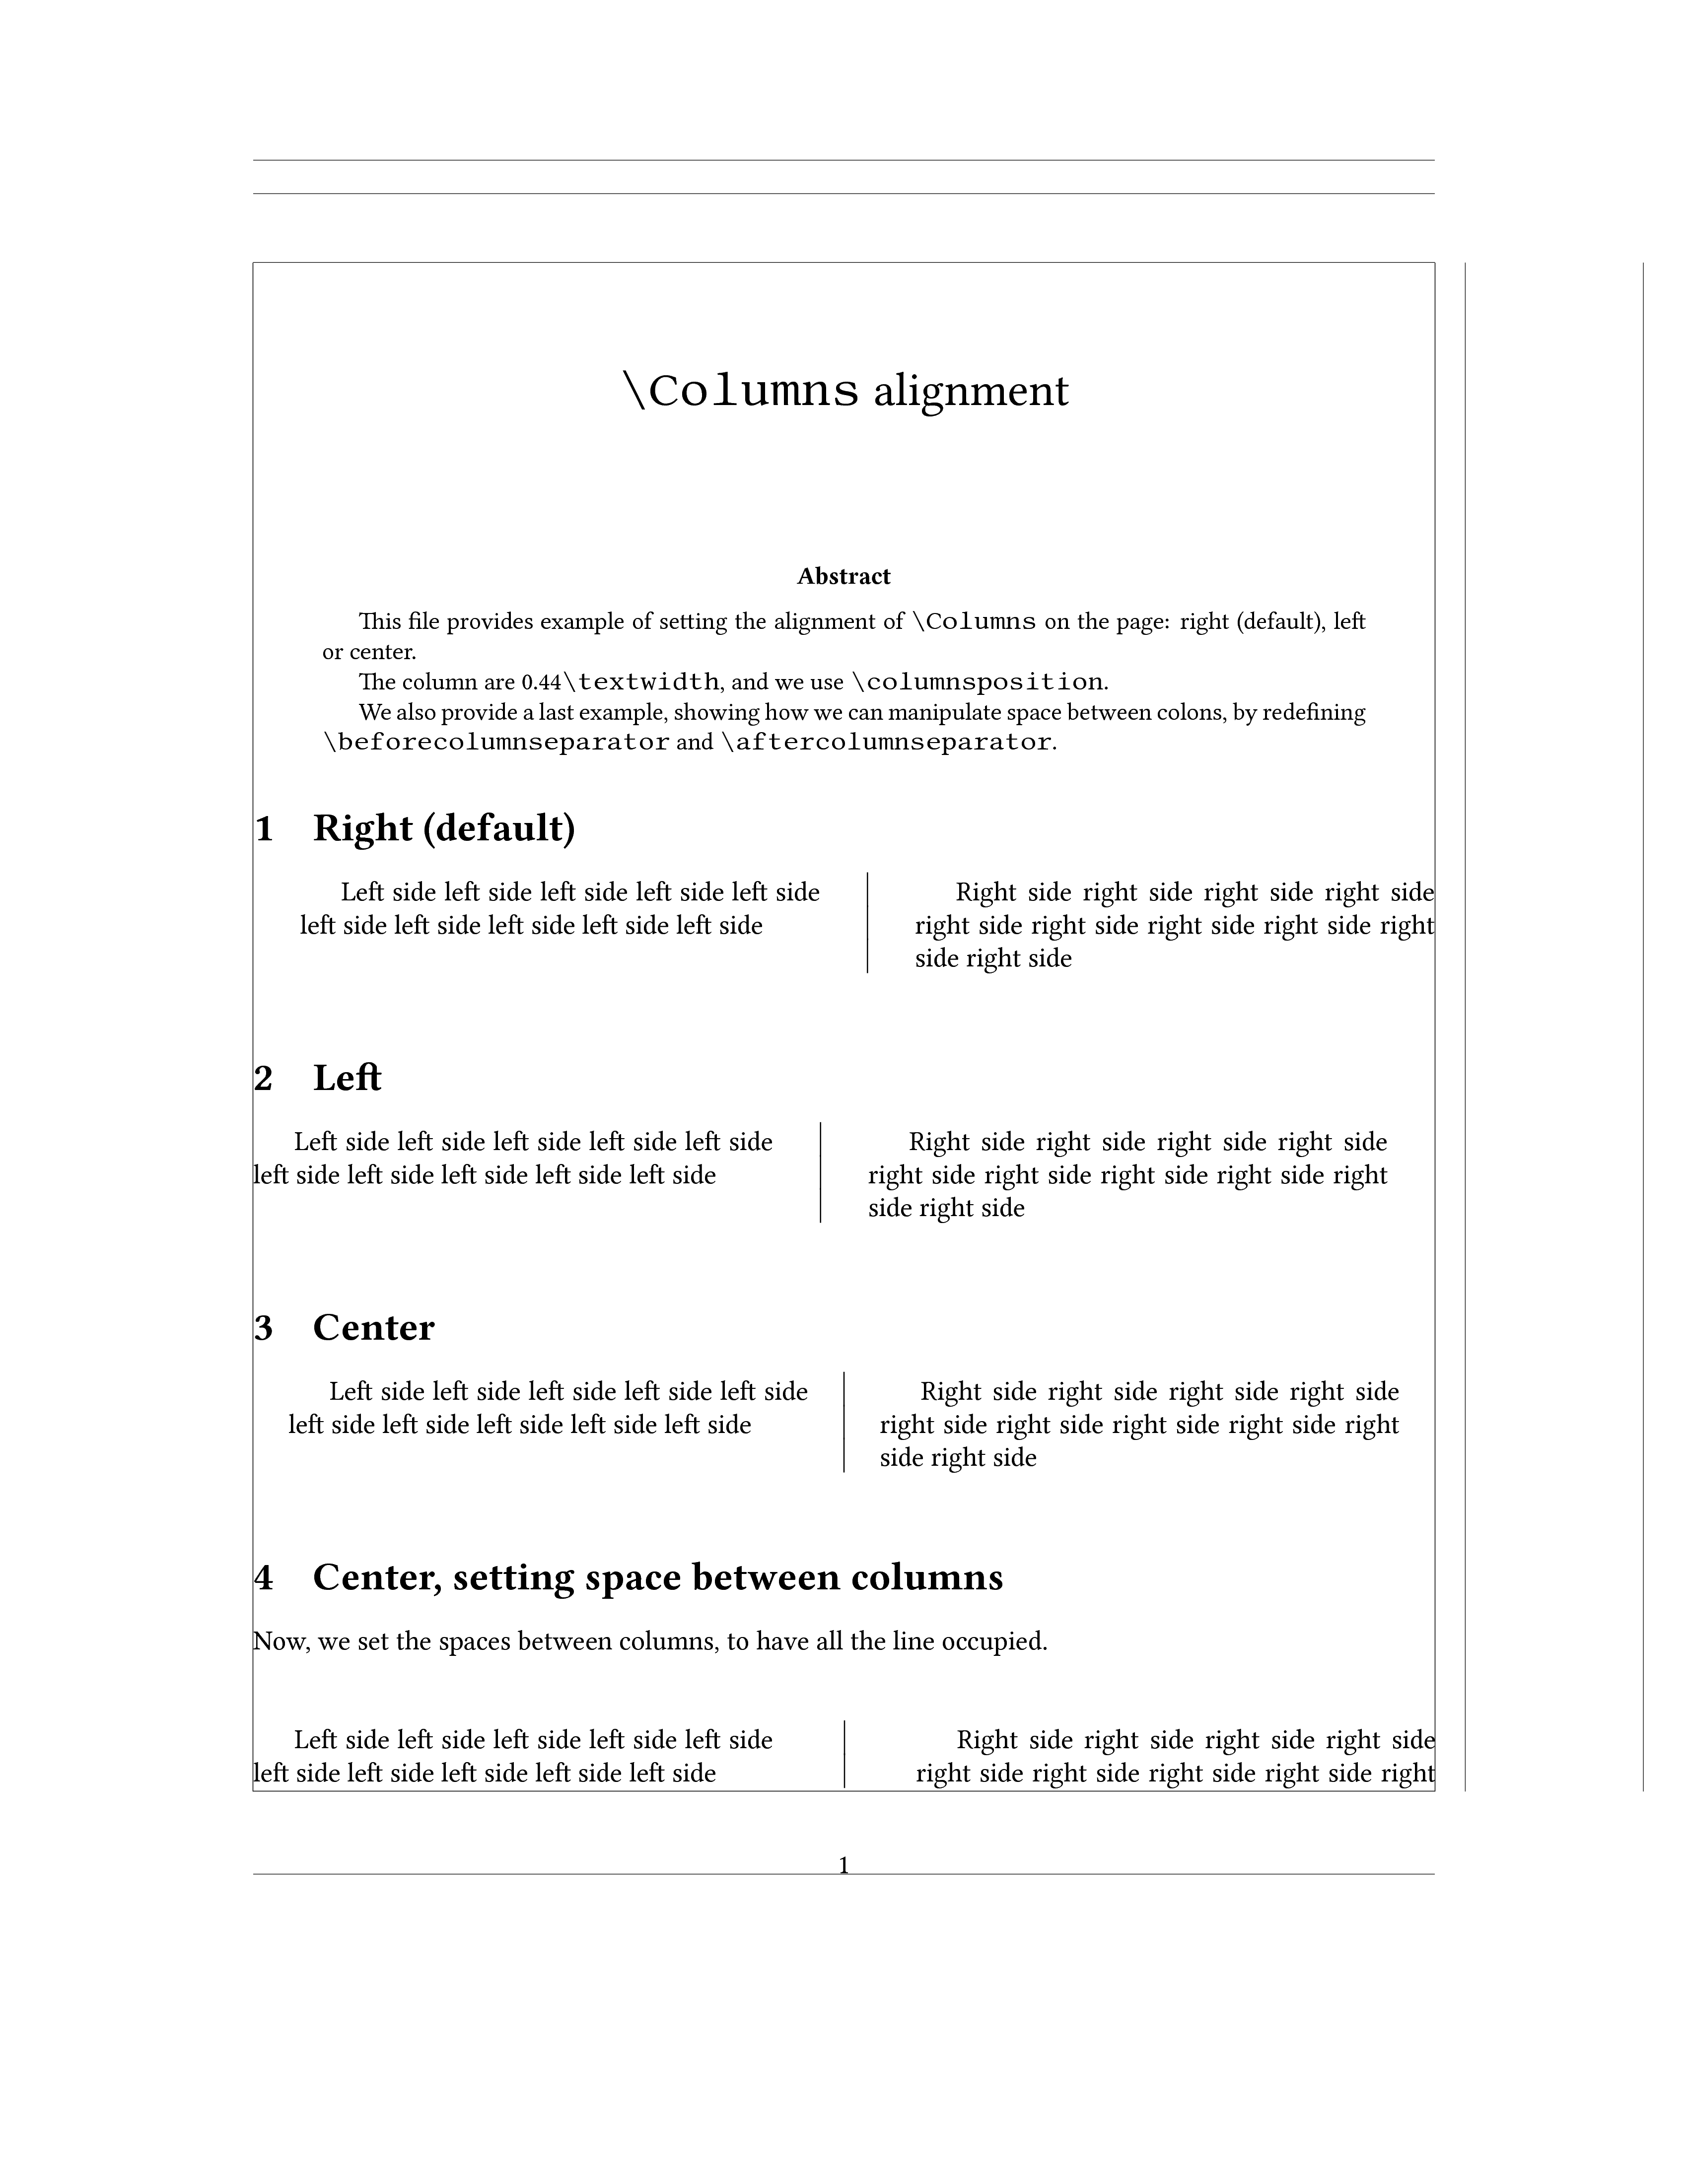 \Columns alignment
Abstract
This file provides example of setting the alignment of \Columns on the page: right (default), left
or center.
The column are 0.44\textwidth, and we use \columnsposition.
We also provide a last example, showing how we can manipulate space between colons, by redefining
\beforecolumnseparator and \aftercolumnseparator.
1 Right (default)
Left side left side left side left side left side
left side left side left side left side left side
Right side right side right side right side
right side right side right side right side right
side right side
2 Left
Left side left side left side left side left side
left side left side left side left side left side
Right side right side right side right side
right side right side right side right side right
side right side
3 Center
Left side left side left side left side left side
left side left side left side left side left side
Right side right side right side right side
right side right side right side right side right
side right side
4 Center, setting space between columns
Now, we set the spaces between columns, to have all the line occupied.
Left side left side left side left side left side
left side left side left side left side left side
Right side right side right side right side
right side right side right side right side right
1